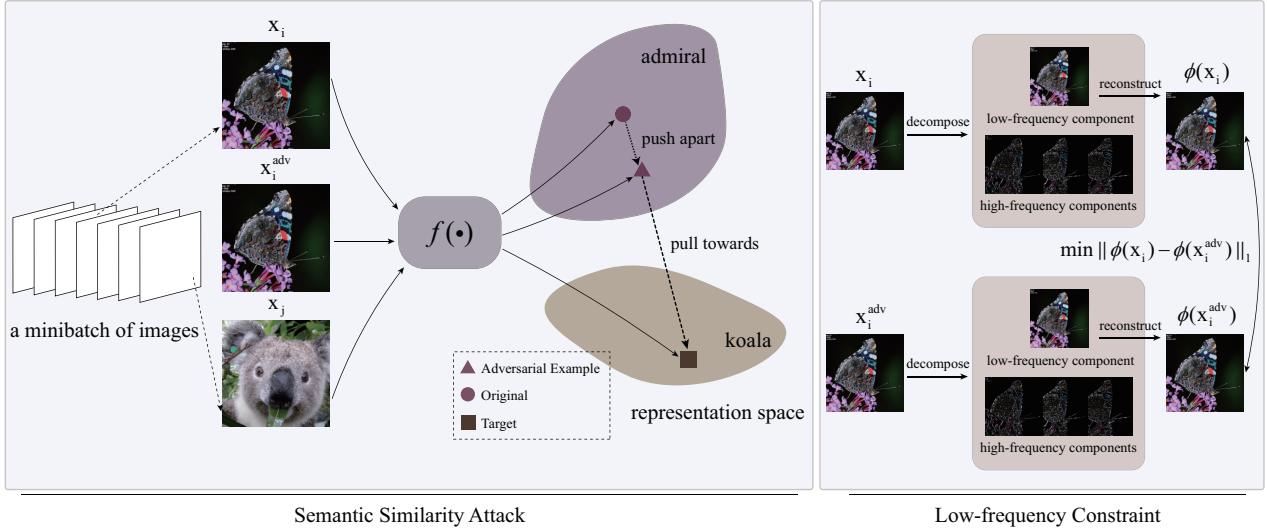 x_i
x_i^adv
x_j
a minibatch of images
f(•)
admiral
push apart
pull towards
koala
representation space
Adversarial Example
Original
Target
Semantic Similarity Attack
x_i
decompose
low-frequency component
high-frequency components
reconstruct
ϕ(x_i)
min || ϕ(x_i) − ϕ(x_i^adv) ||_1
x_i^adv
decompose
low-frequency component
high-frequency components
reconstruct
ϕ(x_i^adv)
Low-frequency Constraint